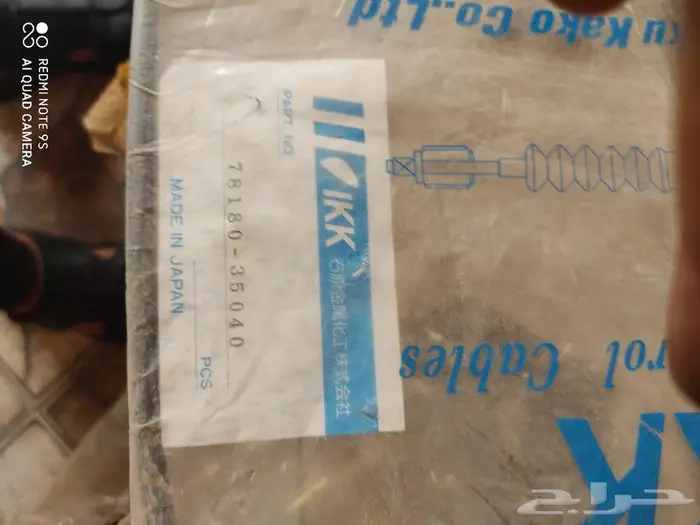 REDMI NOTE 9S
AI QUAD CAMERA
ku Kako Co.,Ltd
IKK
石原金属化工株式会社
PART NO
78180-35040
PCS
MADE IN JAPAN
rol Cables
K
حراج